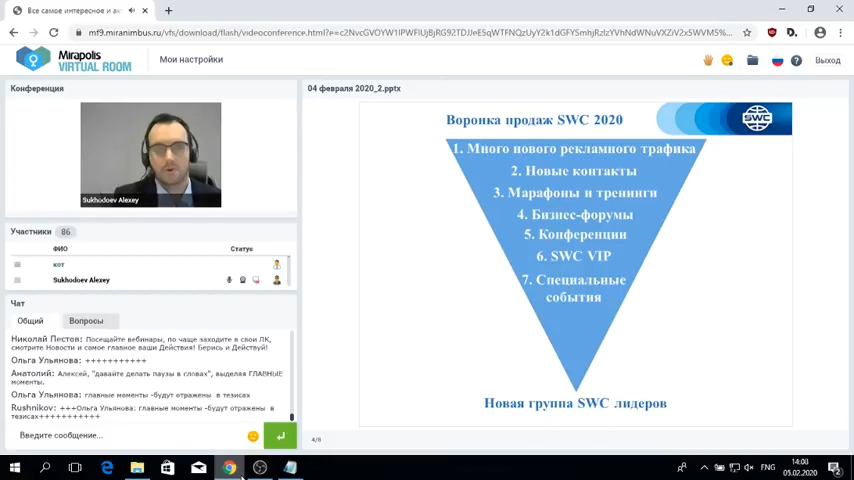 Все самое интересное и ак
mf9.miranimbus.ru/vfs/download/flash/videoconference.html?e=
Mirapolis
VIRTUAL ROOM
Мои настройки
Выход
Конференция
04 февраля 2020_2.pptx
Sukhodoev Alexey
Участники 86
ФИО
Статус
кот
Sukhodoev Alexey
Чат
Общий
Вопросы
Николай Пестов: Посещайте вебинары, по чаще заходите в свои ЛК,
смотрите Новости и самое главное ваши Действия! Берись и Действуй!
Ольга Ульянова: +++++++++++
Анатолий: Алексей, "давайте делать паузы в словах", выделяя ГЛАВНЫЕ
моменты.
Ольга Ульянова: главные моменты -будут отражены в тезисах
Rushnikov: +++Ольга Ульянова: главные моменты -будут отражены в
тезисах+++++++++++
Введите сообщение...
Воронка продаж SWC 2020
SWC
1. Много нового рекламного трафика
2. Новые контакты
3. Марафоны и тренинги
4. Бизнес-форумы
5. Конференции
6. SWC VIP
7. Специальные
события
Новая группа SWC лидеров
4/8
ENG
14:08
05.02.2020
2